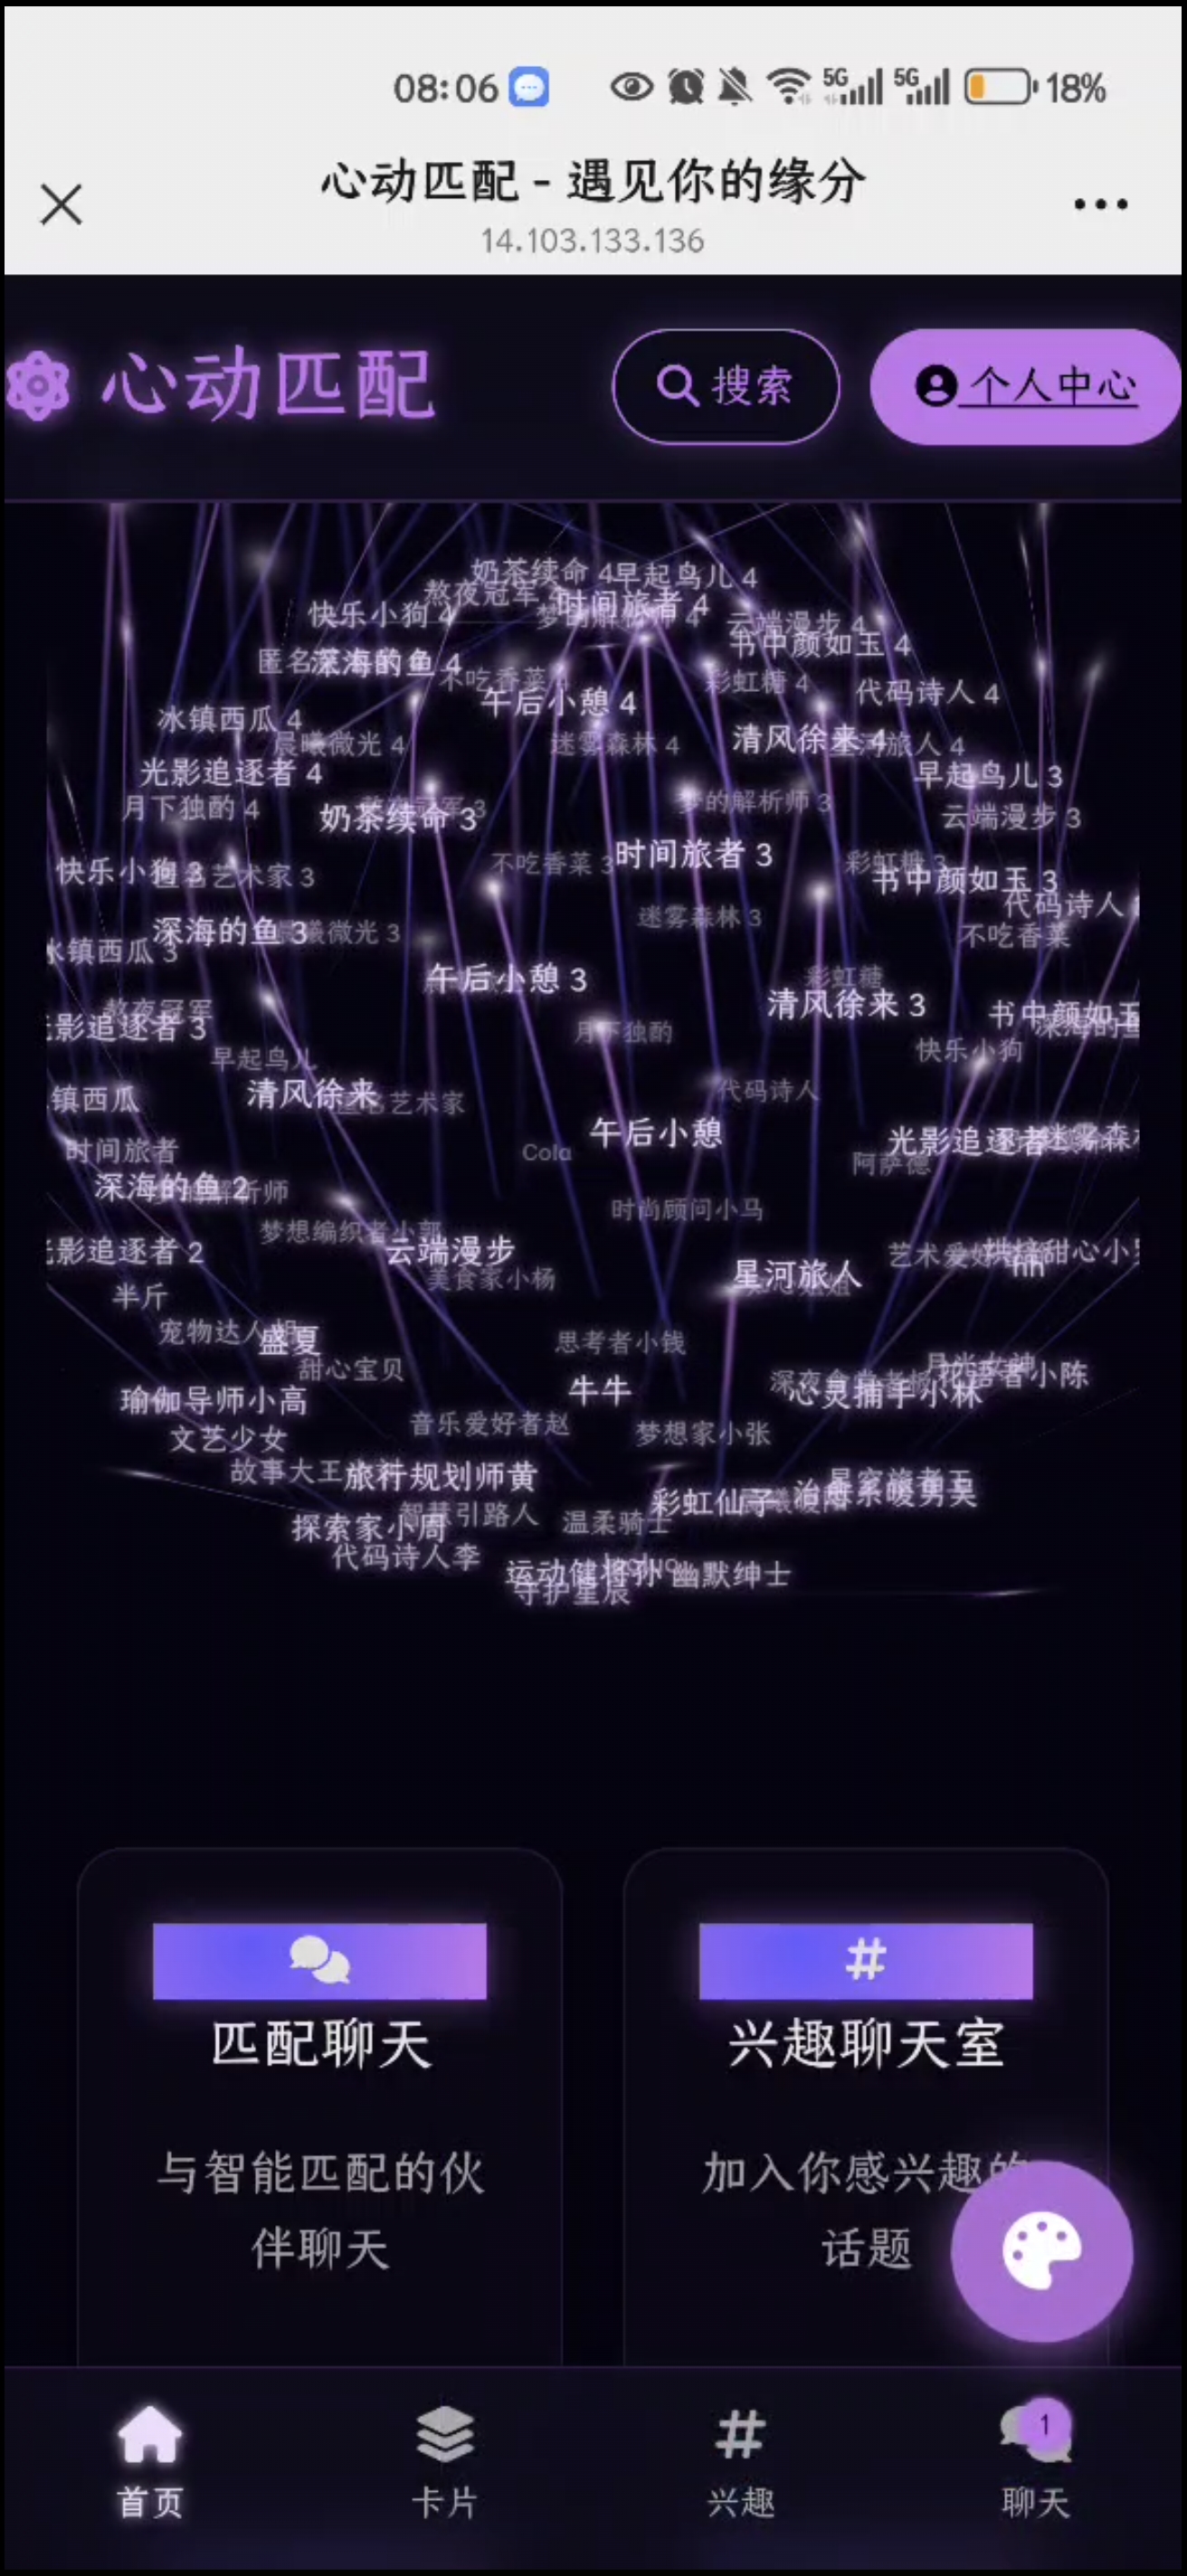 08:06
5G
5G
18%
心动匹配 - 遇见你的缘分
14.103.133.136
心动匹配
搜索
个人中心
奶茶续命 4
早起鸟儿 4
熬夜冠军
时间旅者 4
快乐小狗 4
云端漫步 4
书中颜如玉 4
匿名
深海的鱼 4
不吃香菜
彩虹糖 4
代码诗人 4
午后小憩 4
冰镇西瓜 4
晨曦微光 4
迷雾森林 4
清风徐来 4
旅人 4
光影追逐者 4
早起鸟儿 3
月下独酌 4
奶茶续命 3
梦的解析师 3
云端漫步 3
不吃香菜 3
时间旅者 3
彩虹糖 3
快乐小狗 3
艺术家 3
书中颜如玉 3
代码诗人
深海的鱼 3
曦微光 3
迷雾森林 3
不吃香菜
冰镇西瓜 3
午后小憩 3
彩虹糖
清风徐来 3
熬夜冠军
影追逐者 3
书中颜如玉
月下独酌
早起鸟儿
快乐小狗
镇西瓜
清风徐来
艺术家
代码诗人
时间旅者
Cola
午后小憩
光影追逐者
迷雾森
阿萨德
深海的鱼 2
析师
时尚顾问小马
梦想编织者小郭
影追逐者 2
云端漫步
艺术爱好
烘焙甜心小
hh
美食家小杨
星河旅人
半斤
宠物达人
盛夏
思考者小钱
甜心宝贝
月光女神
花语者小陈
牛牛
心灵捕手小林
瑜伽导师小高
音乐爱好者赵
梦想家小张
文艺少女
故事大王
旅行规划师黄
星空旅者王
彩虹仙子
治愈系暖男吴
探索家小周
智慧引路人
温柔骑士
代码诗人李
运动健将孙
幽默绅士
守护星辰
匹配聊天
兴趣聊天室
与智能匹配的伙
伴聊天
加入你感兴趣的
话题
首页
卡片
兴趣
1
聊天